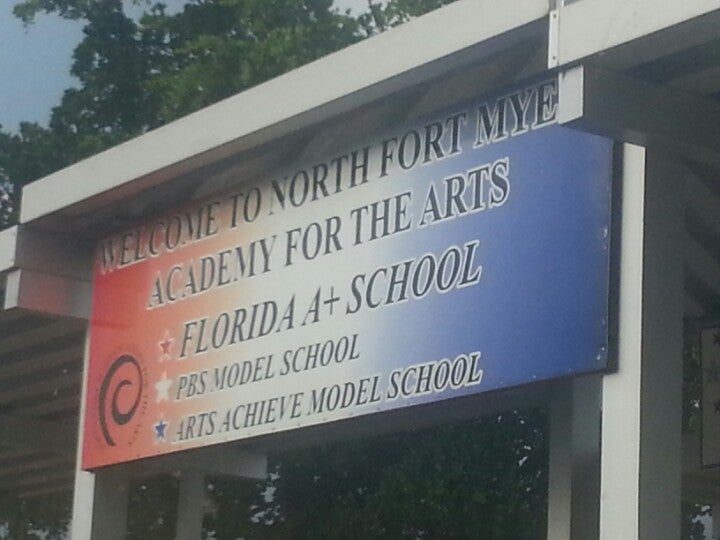 WELCOME TO NORTH FORT MYE
ACADEMY FOR THE ARTS
FLORIDA A+ SCHOOL
PBS MODEL SCHOOL
ARTS ACHIEVE MODEL SCHOOL